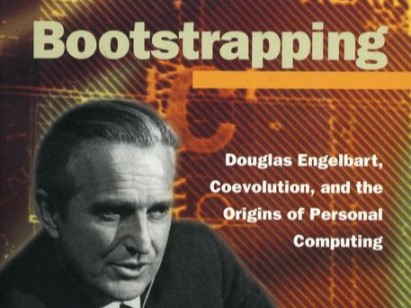 Bootstrapping
Douglas Engelbart,
Coevolution, and the
Origins of Personal
Computing